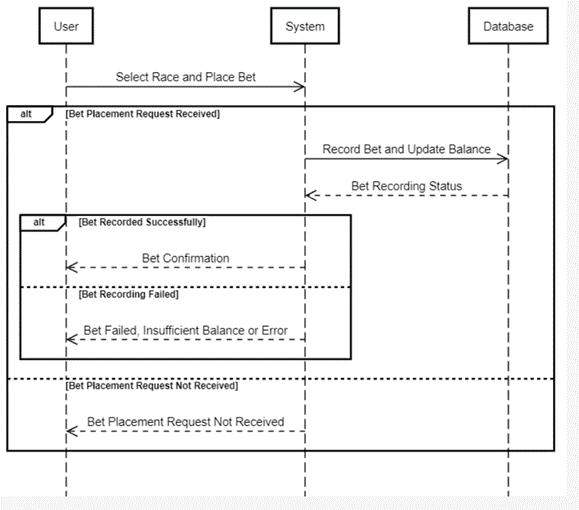 User
System
Database
Select Race and Place Bet
alt
[Bet Placement Request Received]
Record Bet and Update Balance
Bet Recording Status
alt
[Bet Recorded Successfully]
Bet Confirmation
[Bet Recording Failed]
Bet Failed, Insufficient Balance or Error
[Bet Placement Request Not Received]
Bet Placement Request Not Received